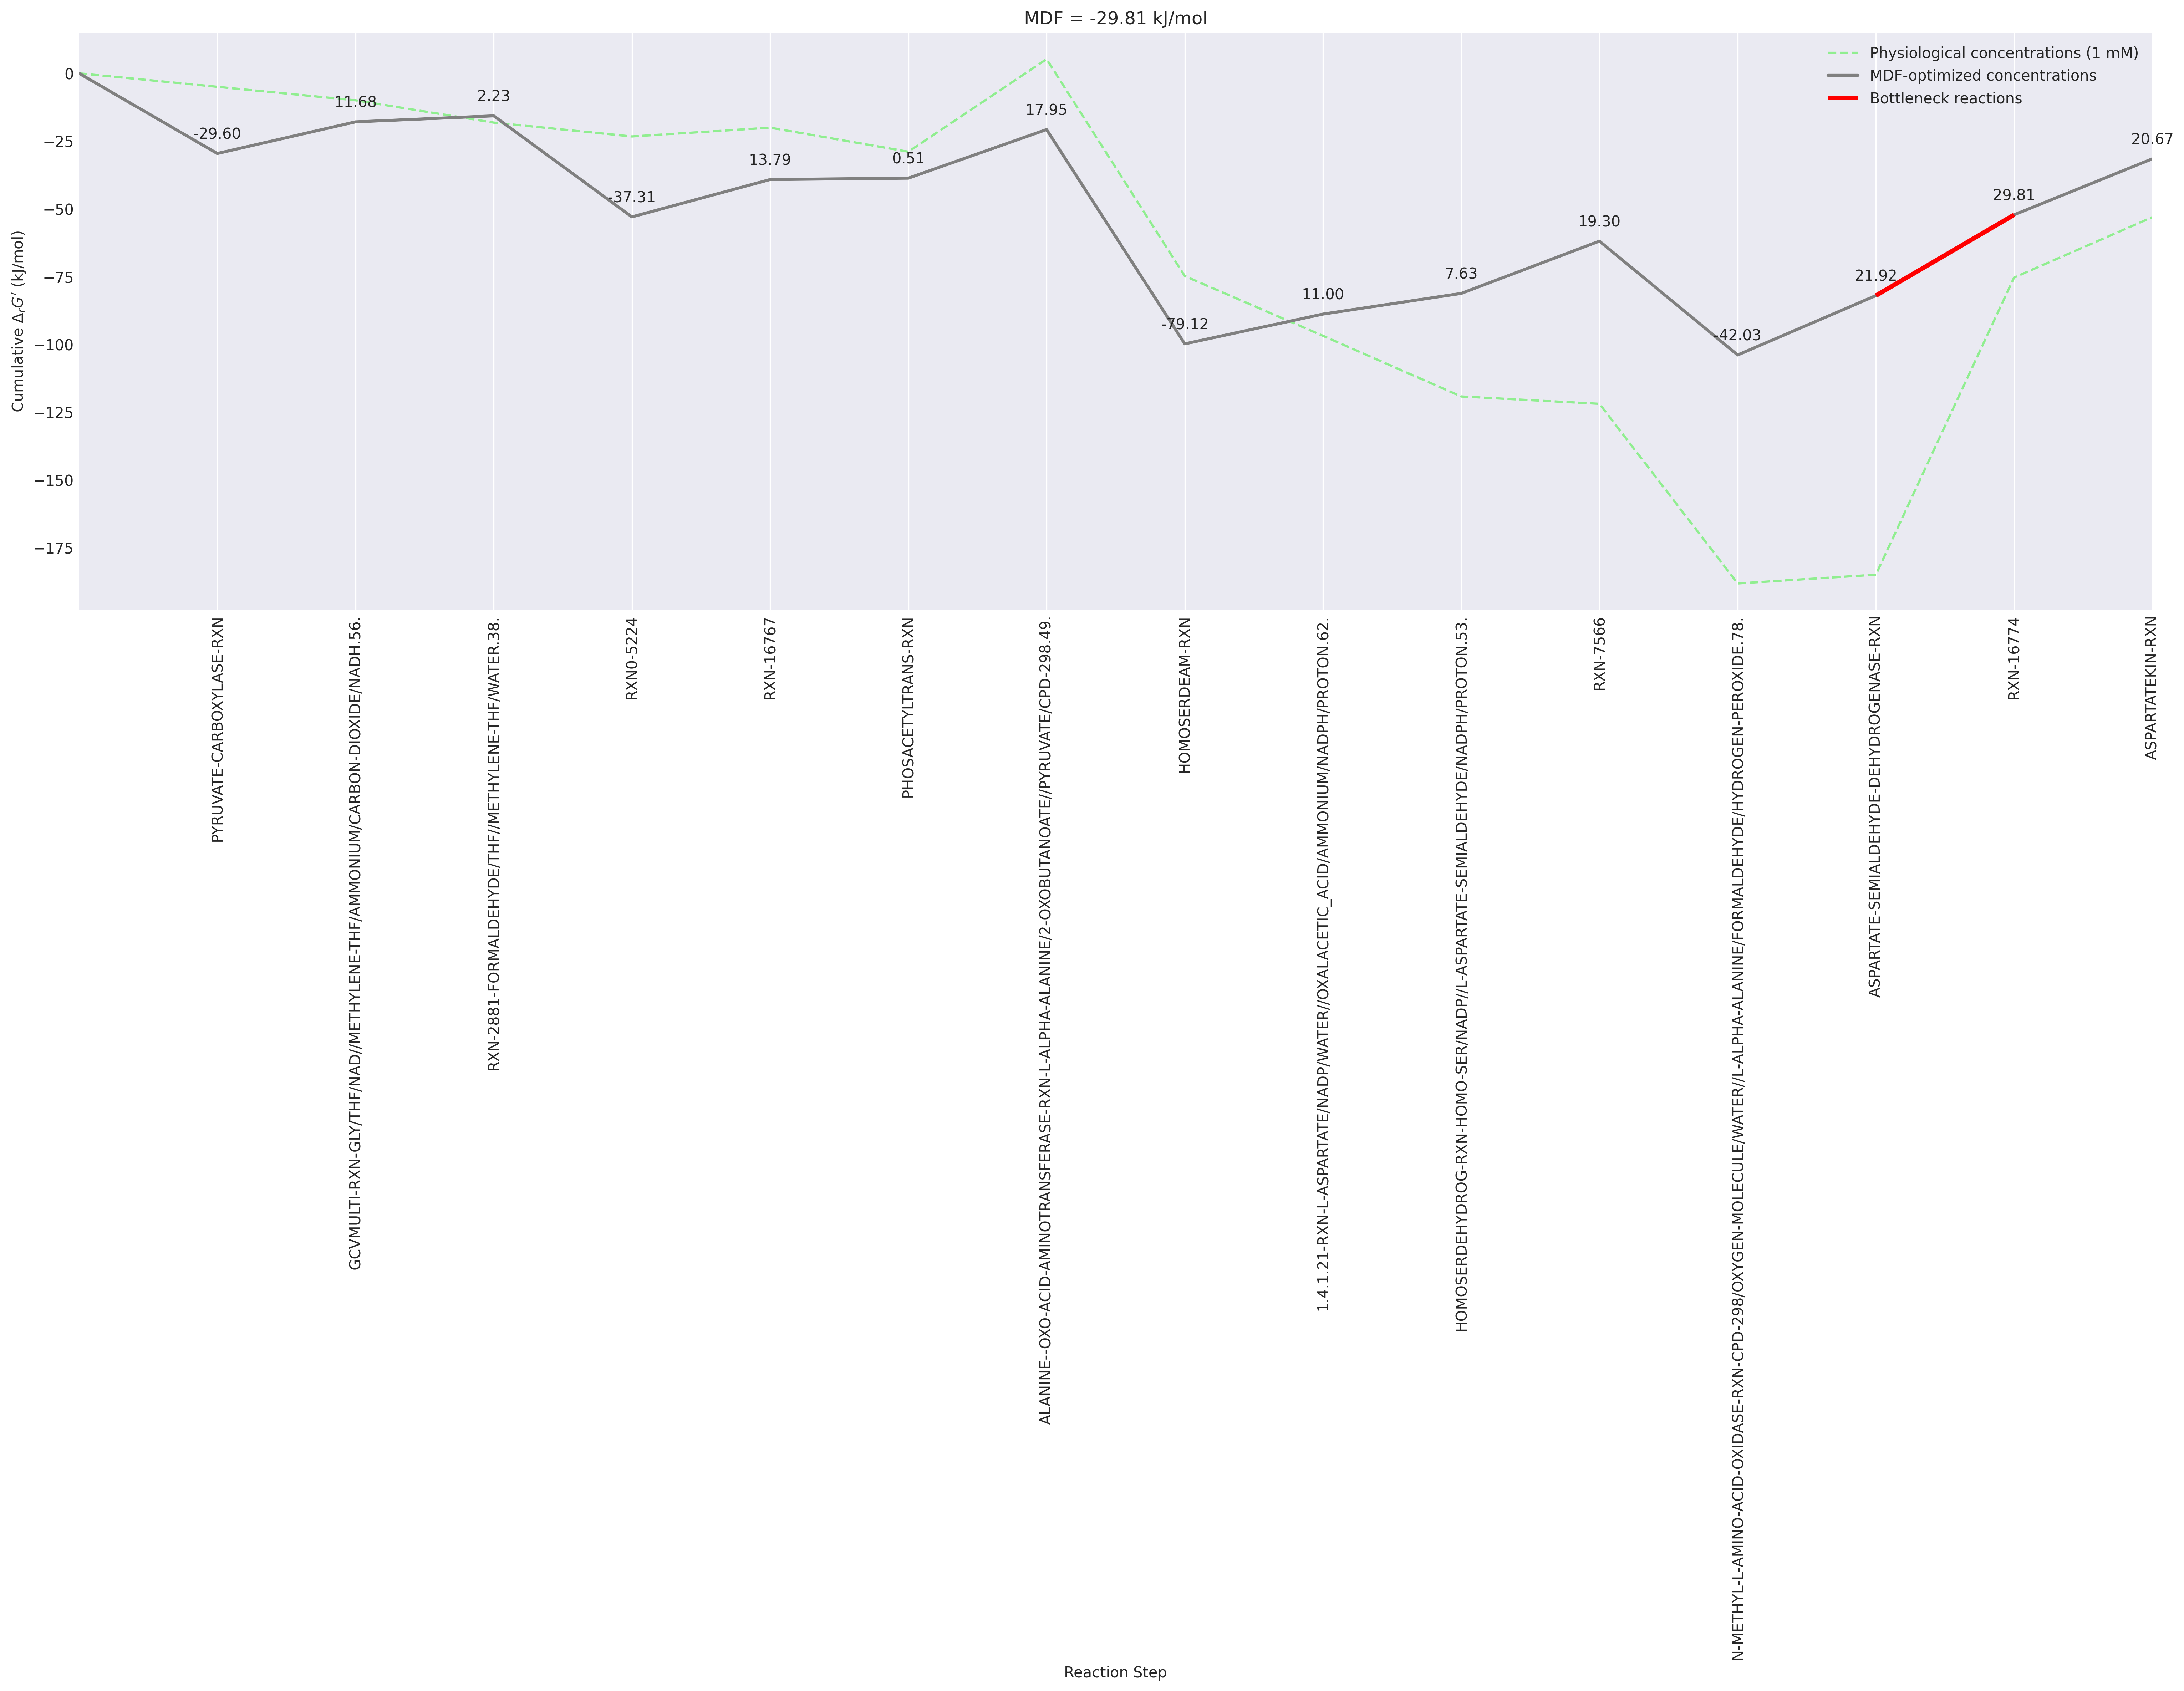 MDF = -29.81 kJ/mol
Physiological concentrations (1 mM)
MDF-optimized concentrations
Bottleneck reactions
Cumulative ΔrG′ (kJ/mol)
0
−25
−50
−75
−100
−125
−150
−175
-29.60
11.68
2.23
-37.31
13.79
0.51
17.95
-79.12
11.00
7.63
19.30
-42.03
21.92
29.81
20.67
PYRUVATE-CARBOXYLASE-RXN
GCVMULTI-RXN-GLY/THF/NAD//METHYLENE-THF/AMMONIUM/CARBON-DIOXIDE/NADH.56.
RXN-2881-FORMALDEHYDE/THF//METHYLENE-THF/WATER.38.
RXN0-5224
RXN-16767
PHOSACETYLTRANS-RXN
ALANINE--OXO-ACID-AMINOTRANSFERASE-RXN-L-ALPHA-ALANINE/2-OXOBUTANOATE//PYRUVATE/CPD-298.49.
HOMOSERDEAM-RXN
1.4.1.21-RXN-L-ASPARTATE/NADP/WATER//OXALACETIC_ACID/AMMONIUM/NADPH/PROTON.62.
HOMOSERDEHYDROG-RXN-HOMO-SER/NADP//L-ASPARTATE-SEMIALDEHYDE/NADPH/PROTON.53.
RXN-7566
N-METHYL-L-AMINO-ACID-OXIDASE-RXN-CPD-298/OXYGEN-MOLECULE/WATER//L-ALPHA-ALANINE/FORMALDEHYDE/HYDROGEN-PEROXIDE.78.
ASPARTATE-SEMIALDEHYDE-DEHYDROGENASE-RXN
RXN-16774
ASPARTATEKIN-RXN
Reaction Step